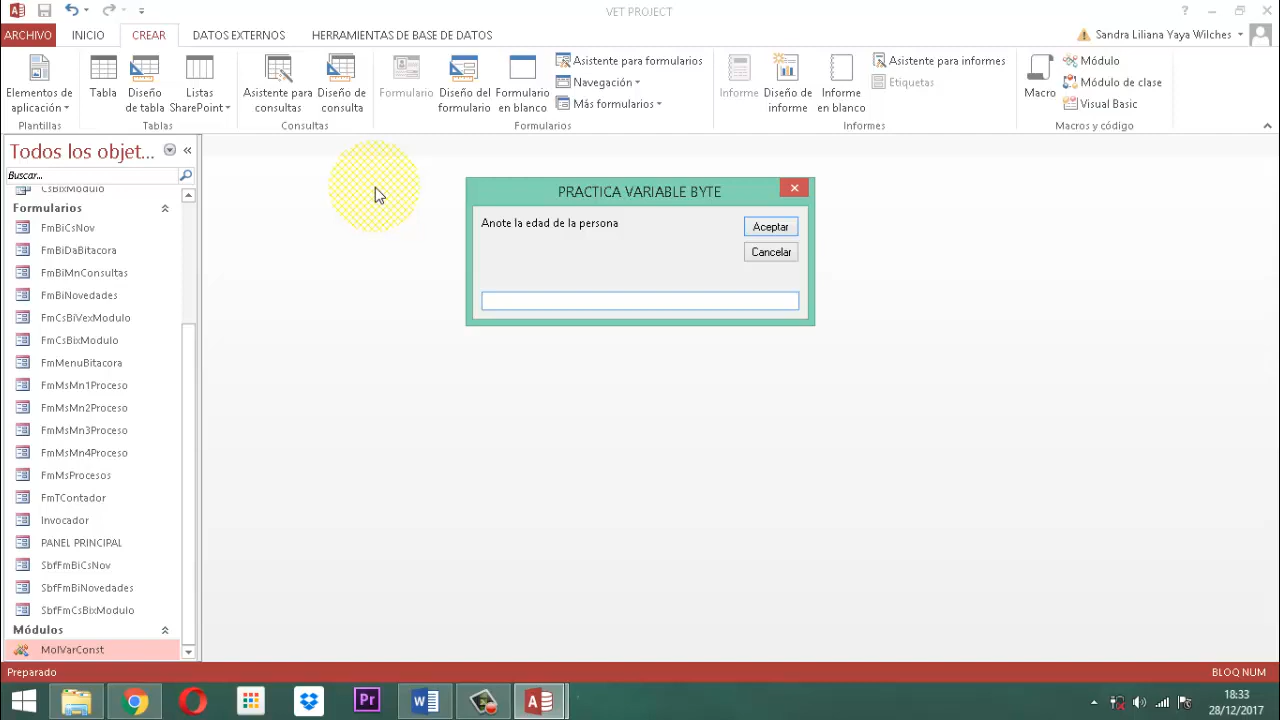 VET PROJECT
ARCHIVO INICIO CREAR DATOS EXTERNOS HERRAMIENTAS DE BASE DE DATOS Sandra Liliana Yaya Wilches
Elementos de aplicación
Plantillas
Tabla
Diseño de tabla
Listas SharePoint
Tablas
Asistente para consultas
Diseño de consulta
Consultas
Formulario
Diseño del formulario
Formulario en blanco
Asistente para formularios
Navegación
Más formularios
Formularios
Informe
Diseño de informe
Informe en blanco
Asistente para informes
Etiquetas
Informes
Macro
Módulo
Módulo de clase
Visual Basic
Macros y código
Todos los objet...
Buscar...
CsBixModulo
Formularios
FmBiCsNov
FmBiDaBitacora
FmBiMnConsultas
FmBiNovedades
FmCsBiVexModulo
FmCsBixModulo
FmMenuBitacora
FmMsMn1Proceso
FmMsMn2Proceso
FmMsMn3Proceso
FmMsMn4Proceso
FmMsProcesos
FmTContador
Invocador
PANEL PRINCIPAL
SbfFmBiCsNov
SbfFmBiNovedades
SbfFmCsBixModulo
Módulos
MolVarConst
PRACTICA VARIABLE BYTE
Anote la edad de la persona
Aceptar
Cancelar
Preparado
BLOQ NUM
Pr
18:33
28/12/2017